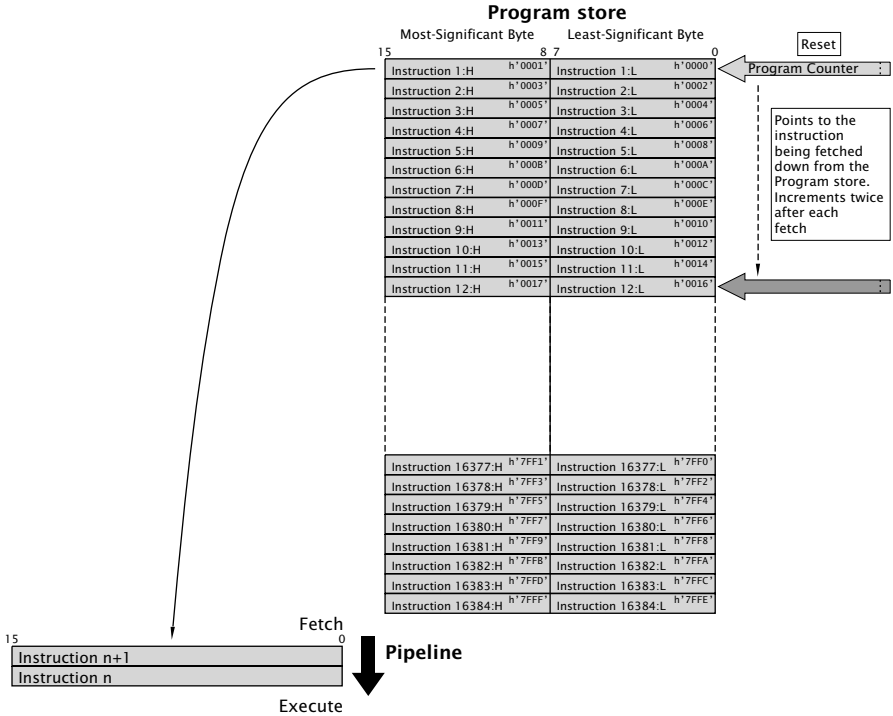 Program store
Most-Significant Byte Least-Significant Byte
15 8 7 0
Reset
Instruction 1:H h'0001' Instruction 1:L h'0000'
Program Counter
Instruction 2:H h'0003' Instruction 2:L h'0002'
Instruction 3:H h'0005' Instruction 3:L h'0004'
Instruction 4:H h'0007' Instruction 4:L h'0006'
Instruction 5:H h'0009' Instruction 5:L h'0008'
Instruction 6:H h'000B' Instruction 6:L h'000A'
Instruction 7:H h'000D' Instruction 7:L h'000C'
Instruction 8:H h'000F' Instruction 8:L h'000E'
Instruction 9:H h'0011' Instruction 9:L h'0010'
Instruction 10:H h'0013' Instruction 10:L h'0012'
Instruction 11:H h'0015' Instruction 11:L h'0014'
Instruction 12:H h'0017' Instruction 12:L h'0016'
Points to the
instruction
being fetched
down from the
Program store.
Increments twice
after each
fetch
Instruction 16377:H h'7FF1' Instruction 16377:L h'7FF0'
Instruction 16378:H h'7FF3' Instruction 16378:L h'7FF2'
Instruction 16379:H h'7FF5' Instruction 16379:L h'7FF4'
Instruction 16380:H h'7FF7' Instruction 16380:L h'7FF6'
Instruction 16381:H h'7FF9' Instruction 16381:L h'7FF8'
Instruction 16382:H h'7FFB' Instruction 16382:L h'7FFA'
Instruction 16383:H h'7FFD' Instruction 16383:L h'7FFC'
Instruction 16384:H h'7FFF' Instruction 16384:L h'7FFE'
Fetch
15 0
Instruction n+1
Instruction n
Pipeline
Execute